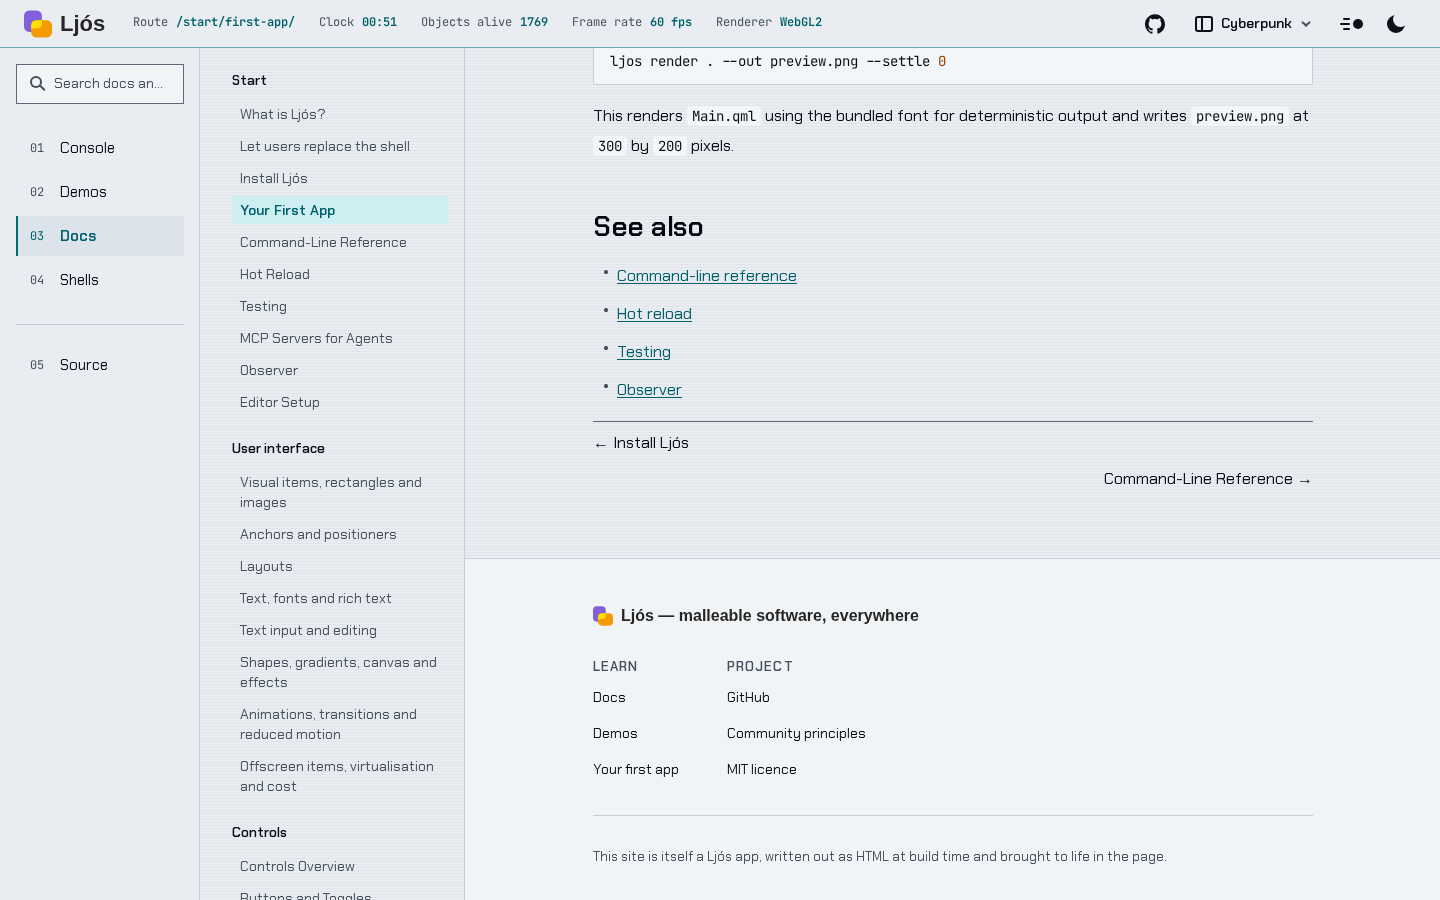 Ljós
Route /start/first-app/ Clock 00:51 Objects alive 1769 Frame rate 60 fps Renderer WebGL2
Cyberpunk
Search docs an...
01 Console
02 Demos
03 Docs
04 Shells
05 Source
Start
What is Ljós?
Let users replace the shell
Install Ljós
Your First App
Command-Line Reference
Hot Reload
Testing
MCP Servers for Agents
Observer
Editor Setup
User interface
Visual items, rectangles and
images
Anchors and positioners
Layouts
Text, fonts and rich text
Text input and editing
Shapes, gradients, canvas and
effects
Animations, transitions and
reduced motion
Offscreen items, virtualisation
and cost
Controls
Controls Overview
Buttons and Toggles
ljos render . --out preview.png --settle 0
This renders Main.qml using the bundled font for deterministic output and writes preview.png at
300 by 200 pixels.
See also
• Command-line reference
• Hot reload
• Testing
• Observer
← Install Ljós
Command-Line Reference →
Ljós — malleable software, everywhere
LEARN PROJECT
Docs GitHub
Demos Community principles
Your first app MIT licence
This site is itself a Ljós app, written out as HTML at build time and brought to life in the page.